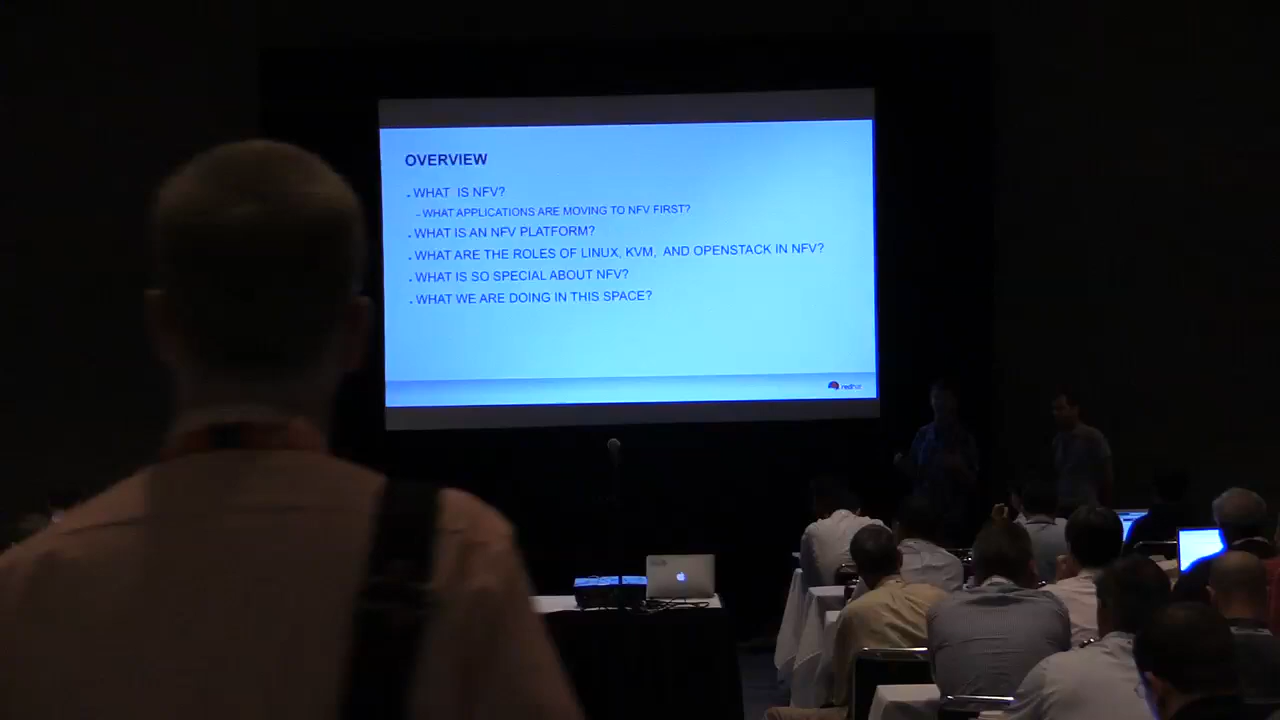 OVERVIEW
WHAT IS NFV?
– WHAT APPLICATIONS ARE MOVING TO NFV FIRST?
WHAT IS AN NFV PLATFORM?
WHAT ARE THE ROLES OF LINUX, KVM, AND OPENSTACK IN NFV?
WHAT IS SO SPECIAL ABOUT NFV?
WHAT WE ARE DOING IN THIS SPACE?
redhat